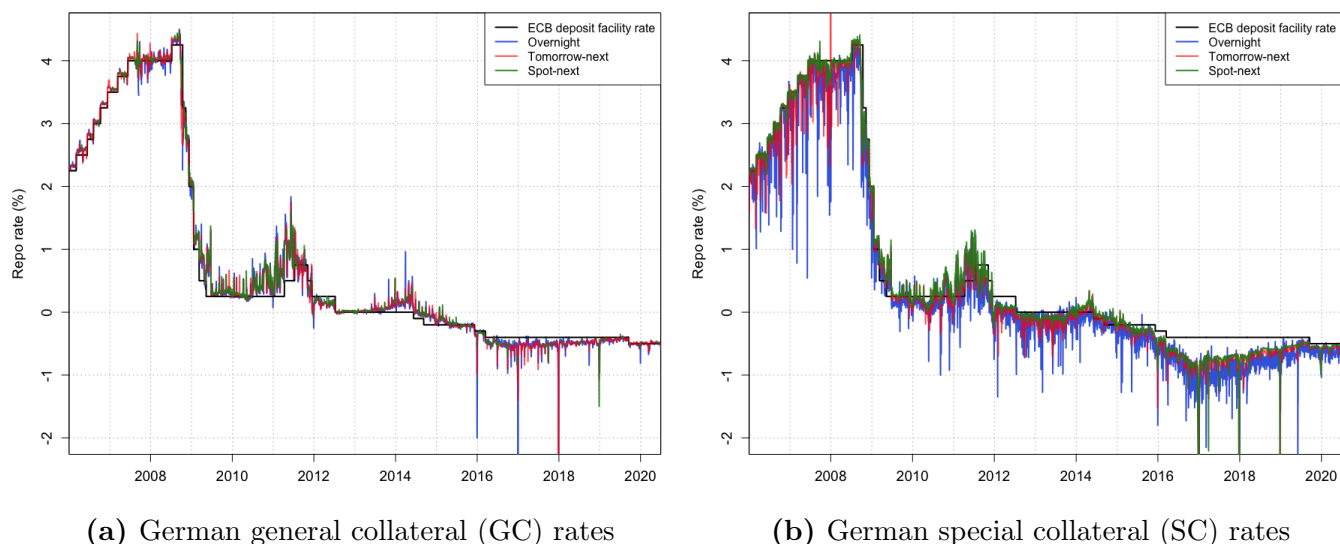 ECB deposit facility rate
Overnight
Tomorrow-next
Spot-next
Repo rate (%)
4
3
2
1
0
-1
-2
2008 2010 2012 2014 2016 2018 2020
(a) German general collateral (GC) rates
ECB deposit facility rate
Overnight
Tomorrow-next
Spot-next
Repo rate (%)
4
3
2
1
0
-1
-2
2008 2010 2012 2014 2016 2018 2020
(b) German special collateral (SC) rates